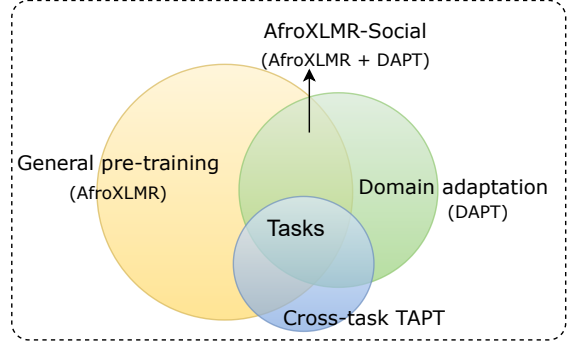 AfroXLMR-Social
(AfroXLMR + DAPT)
General pre-training
(AfroXLMR)
Domain adaptation
(DAPT)
Tasks
Cross-task TAPT